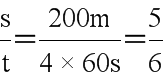 s/t = 200m/4 × 60s = 5/6